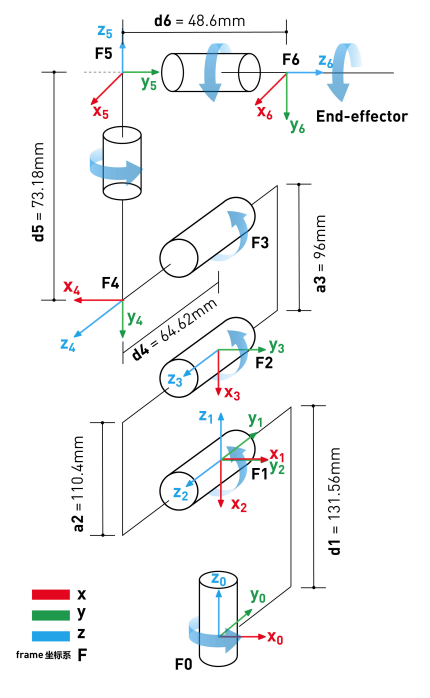 d6 = 48.6mm
z5
F5
F6
z6
y5
x5
x6
y6
End-effector
d5 = 73.18mm
F3
a3 = 96mm
F4
x4
y4
z4
d4 = 64.62mm
y3
F2
z3
x3
z1
y1
x1
F1
y2
z2
x2
a2 = 110.4mm
d1 = 131.56mm
z0
y0
x0
F0
x
y
z
frame 坐标系 F